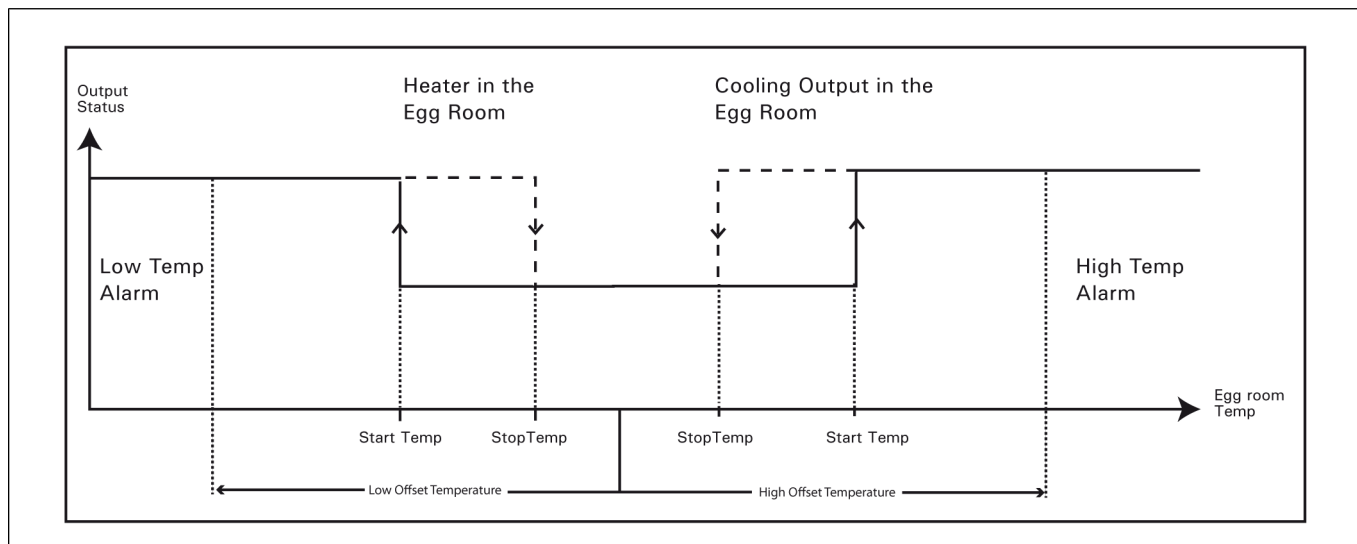 Output
Status
Heater in the
Egg Room
Cooling Output in the
Egg Room
Low Temp
Alarm
High Temp
Alarm
Egg room
Temp
Start Temp
StopTemp
StopTemp
Start Temp
Low Offset Temperature
High Offset Temperature